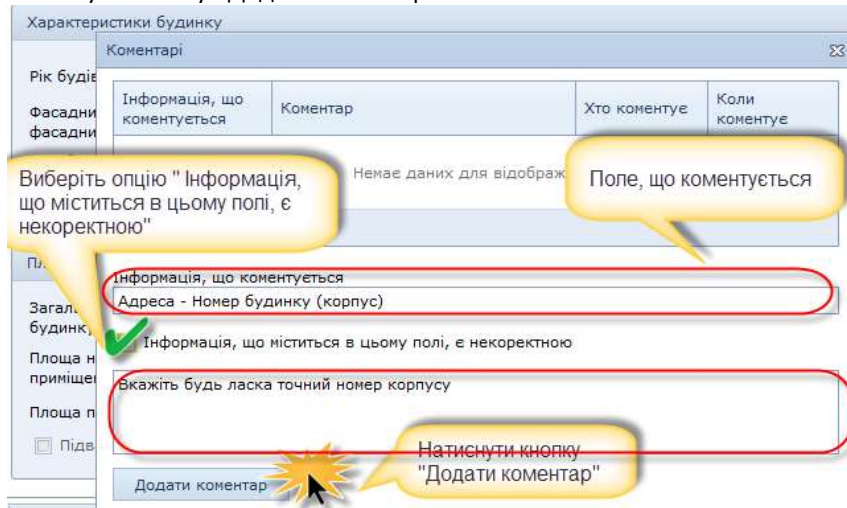 Характеристики будинку
Коментарі
Рік будів
Фасадни
фасадни
Інформація, що
коментується
Коментар
Хто коментує
Коли
коментує
Немає даних для відображ
Виберіть опцію " Інформація,
що міститься в цьому полі, є
некоректною"
Поле, що коментується
Інформація, що коментується
Адреса - Номер будинку (корпус)
Загал
будинк
Інформація, що міститься в цьому полі, є некоректною
Площа н
приміще
Вкажіть будь ласка точний номер корпусу
Площа п
Підв
Натиснути кнопку
"Додати коментар"
Додати коментар